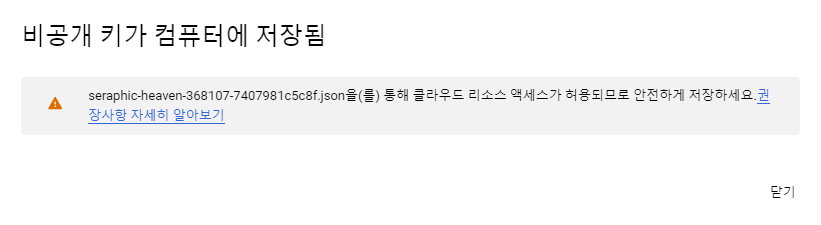 비공개 키가 컴퓨터에 저장됨
seraphic-heaven-368107-7407981c5c8f.json을(를) 통해 클라우드 리소스 액세스가 허용되므로 안전하게 저장하세요.권
장사항 자세히 알아보기
닫기